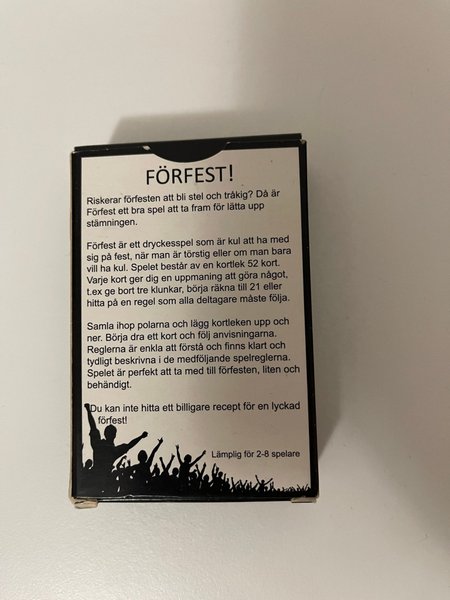 FÖRFEST!
Riskerar förfesten att bli stel och tråkig? Då är
Förfest ett bra spel att ta fram för lätta upp
stämningen.
Förfest är ett dryckesspel som är kul att ha med
sig på fest, när man är törstig eller om man bara
vill ha kul. Spelet består av en kortlek 52 kort.
Varje kort ger dig en uppmaning att göra något,
t.ex ge bort tre klunkar, börja räkna till 21 eller
hitta på en regel som alla deltagare måste följa.
Samla ihop polarna och lägg kortleken upp och
ner. Börja dra ett kort och följ anvisningarna.
Reglerna är enkla att förstå och finns klart och
tydligt beskrivna i de medföljande spelreglerna.
Spelet är perfekt att ta med till förfesten, liten och
behändigt.
Du kan inte hitta ett billigare recept för en lyckad
förfest!
Lämplig för 2-8 spelare